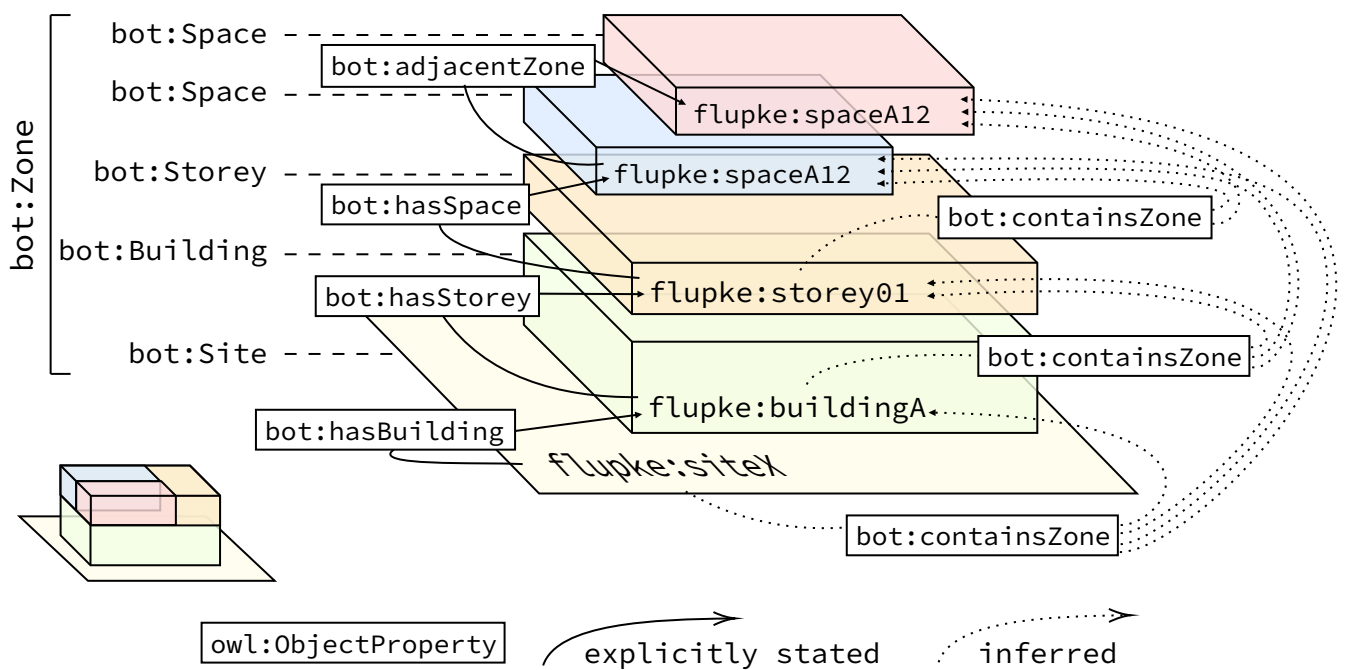 bot:Zone
bot:Space
bot:adjacentZone
bot:Space
flupke:spaceA12
bot:Storey
flupke:spaceA12
bot:hasSpace
bot:containsZone
bot:Building
bot:hasStorey
flupke:storey01
bot:Site
bot:containsZone
flupke:buildingA
bot:hasBuilding
flupke:siteX
bot:containsZone
owl:ObjectProperty
explicitly stated
inferred